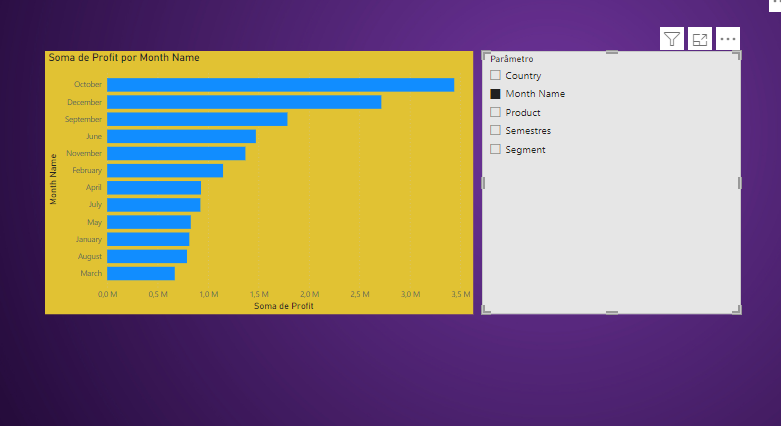 Soma de Profit por Month Name
October
December
September
June
November
February
April
July
May
January
August
March
Month Name
0,0 M 0,5 M 1,0 M 1,5 M 2,0 M 2,5 M 3,0 M 3,5 M
Soma de Profit
Parâmetro
Country
Month Name
Product
Semestres
Segment